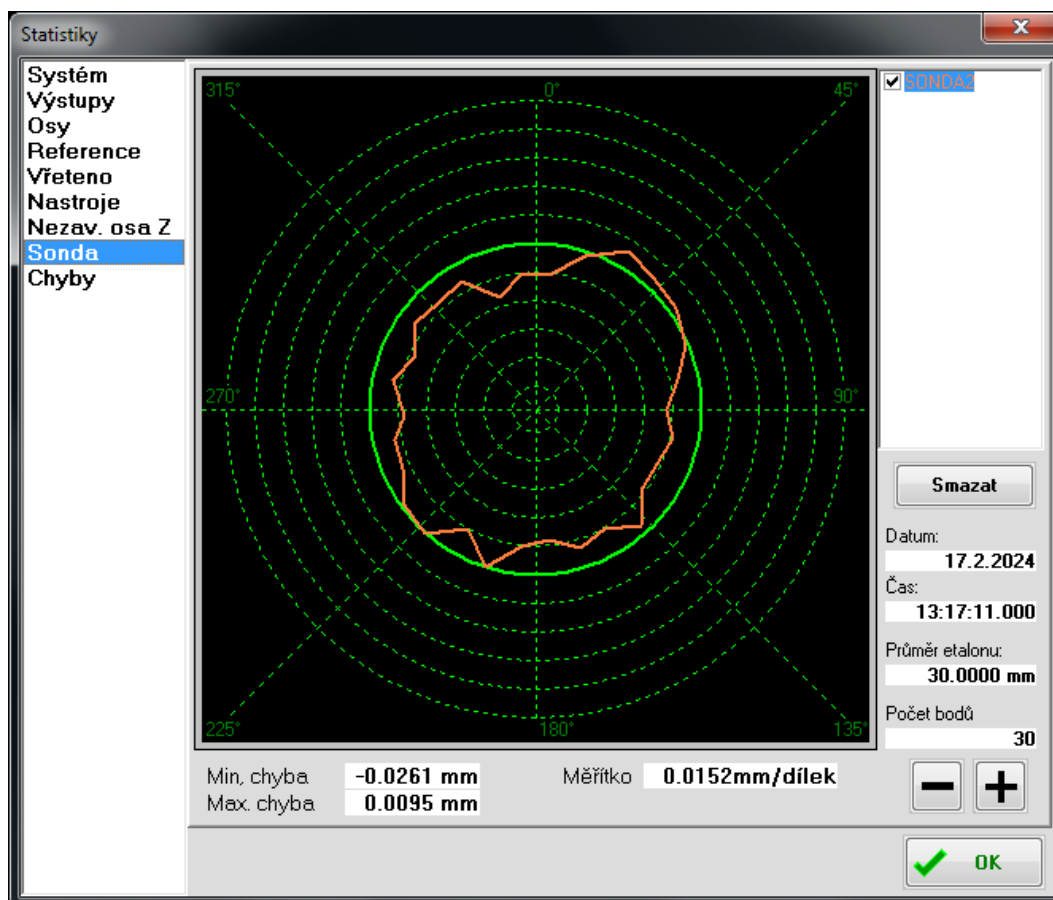 Statistiky
Systém
Výstupy
Osy
Reference
Vřeteno
Nastroje
Nezav. osa Z
Sonda
Chyby
315°
0°
45°
270°
90°
225°
180°
135°
SONDA2
Smazat
Datum:
17.2.2024
Čas:
13:17:11.000
Průměr etalonu:
30.0000 mm
Počet bodů
30
Min, chyba -0.0261 mm
Měřítko 0.0152mm/dílek
Max. chyba 0.0095 mm
OK